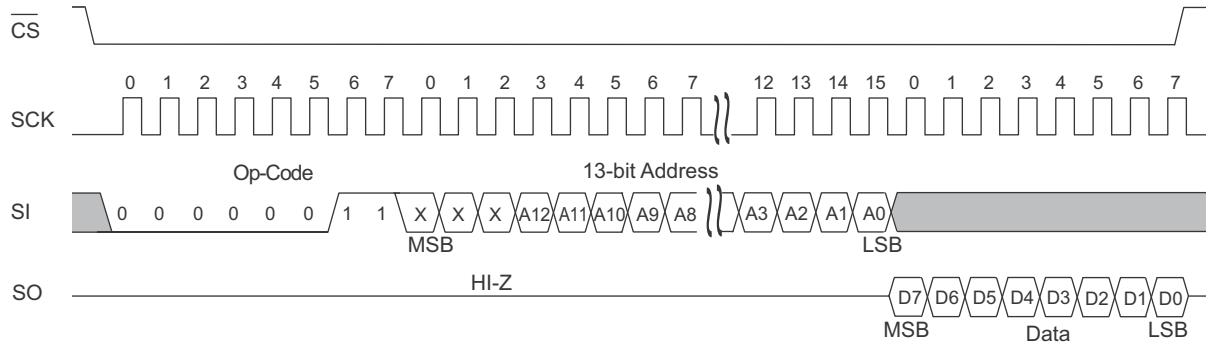 CS
0 1 2 3 4 5 6 7 0 1 2 3 4 5 6 7 12 13 14 15 0 1 2 3 4 5 6 7
SCK
Op-Code 13-bit Address
SI 0 0 0 0 0 0 1 1 X X X A12 A11 A10 A9 A8 A3 A2 A1 A0
MSB LSB
HI-Z
SO D7 D6 D5 D4 D3 D2 D1 D0
MSB Data LSB